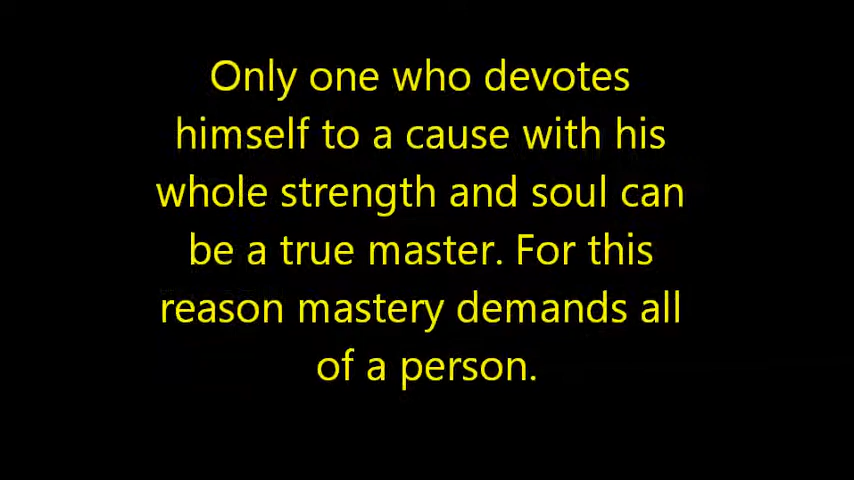 Only one who devotes
himself to a cause with his
whole strength and soul can
be a true master. For this
reason mastery demands all
of a person.